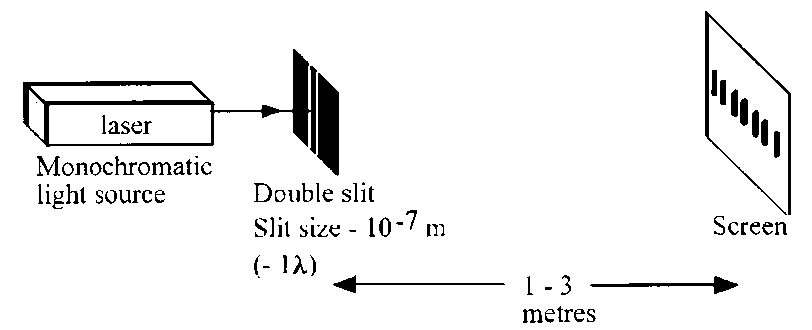 laser
Monochromatic
light source
Double slit
Slit size - 10⁻⁷ m
(- 1λ)
Screen
1 - 3
metres